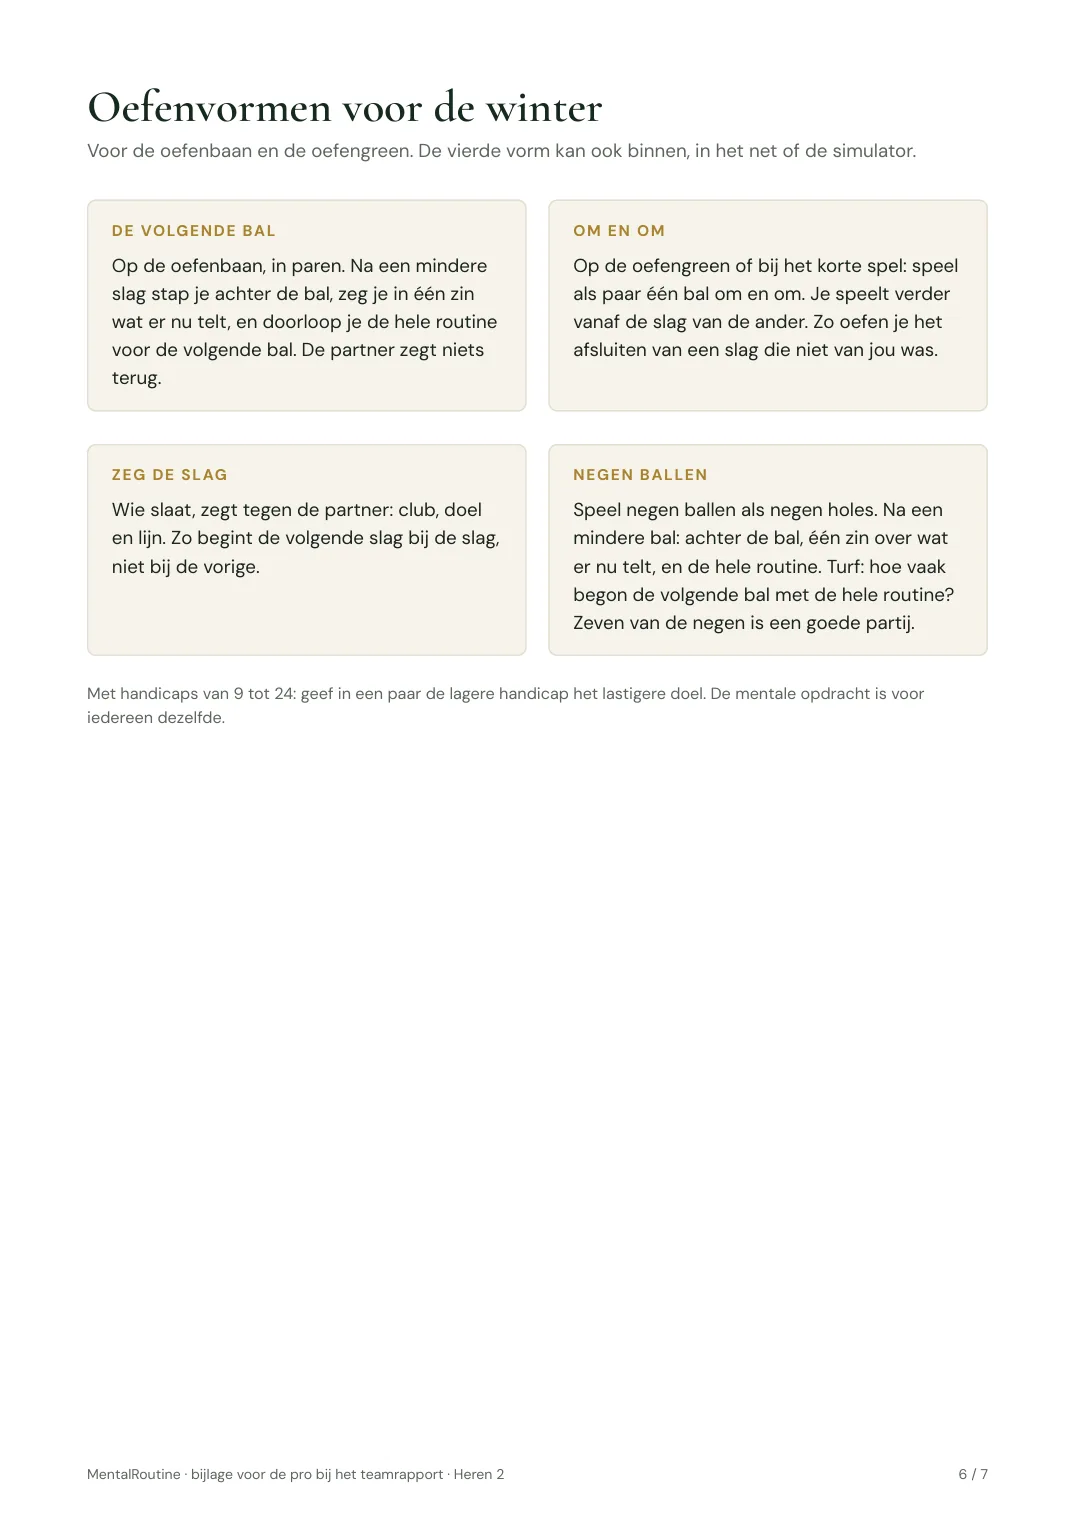 Oefenvormen voor de winter
Voor de oefenbaan en de oefengreen. De vierde vorm kan ook binnen, in het net of de simulator.
DE VOLGENDE BAL
Op de oefenbaan, in paren. Na een mindere
slag stap je achter de bal, zeg je in één zin
wat er nu telt, en doorloop je de hele routine
voor de volgende bal. De partner zegt niets
terug.
OM EN OM
Op de oefengreen of bij het korte spel: speel
als paar één bal om en om. Je speelt verder
vanaf de slag van de ander. Zo oefen je het
afsluiten van een slag die niet van jou was.
ZEG DE SLAG
Wie slaat, zegt tegen de partner: club, doel
en lijn. Zo begint de volgende slag bij de slag,
niet bij de vorige.
NEGEN BALLEN
Speel negen ballen als negen holes. Na een
mindere bal: achter de bal, één zin over wat
er nu telt, en de hele routine. Turf: hoe vaak
begon de volgende bal met de hele routine?
Zeven van de negen is een goede partij.
Met handicaps van 9 tot 24: geef in een paar de lagere handicap het lastigere doel. De mentale opdracht is voor
iedereen dezelfde.
MentalRoutine · bijlage voor de pro bij het teamrapport · Heren 2
6 / 7